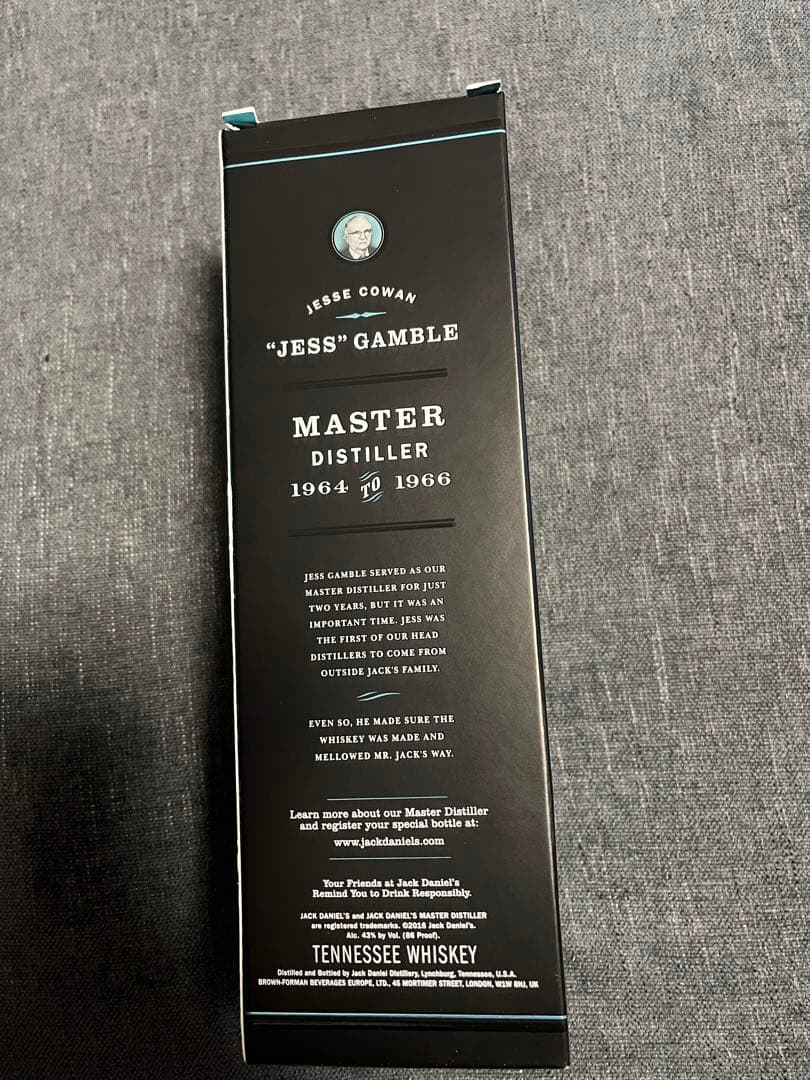 JESSE COWAN
“JESS” GAMBLE
MASTER
DISTILLER
1964 TO 1966
JESS GAMBLE SERVED AS OUR
MASTER DISTILLER FOR JUST
TWO YEARS, BUT IT WAS AN
IMPORTANT TIME. JESS WAS
THE FIRST OF OUR HEAD
DISTILLERS TO COME FROM
OUTSIDE JACK'S FAMILY.
EVEN SO, HE MADE SURE THE
WHISKEY WAS MADE AND
MELLOWED MR. JACK'S WAY.
Learn more about our Master Distiller
and register your special bottle at:
www.jackdaniels.com
Your Friends at Jack Daniel's
Remind You to Drink Responsibly.
JACK DANIEL'S and JACK DANIEL'S MASTER DISTILLER
are registered trademarks. ©2016 Jack Daniel's.
Alc. 43% by Vol. (86 Proof).
TENNESSEE WHISKEY
Distilled and Bottled by Jack Daniel Distillery, Lynchburg, Tennessee, U.S.A.
BROWN-FORMAN BEVERAGES EUROPE, LTD., 45 MORTIMER STREET, LONDON, W1W 8HJ, UK